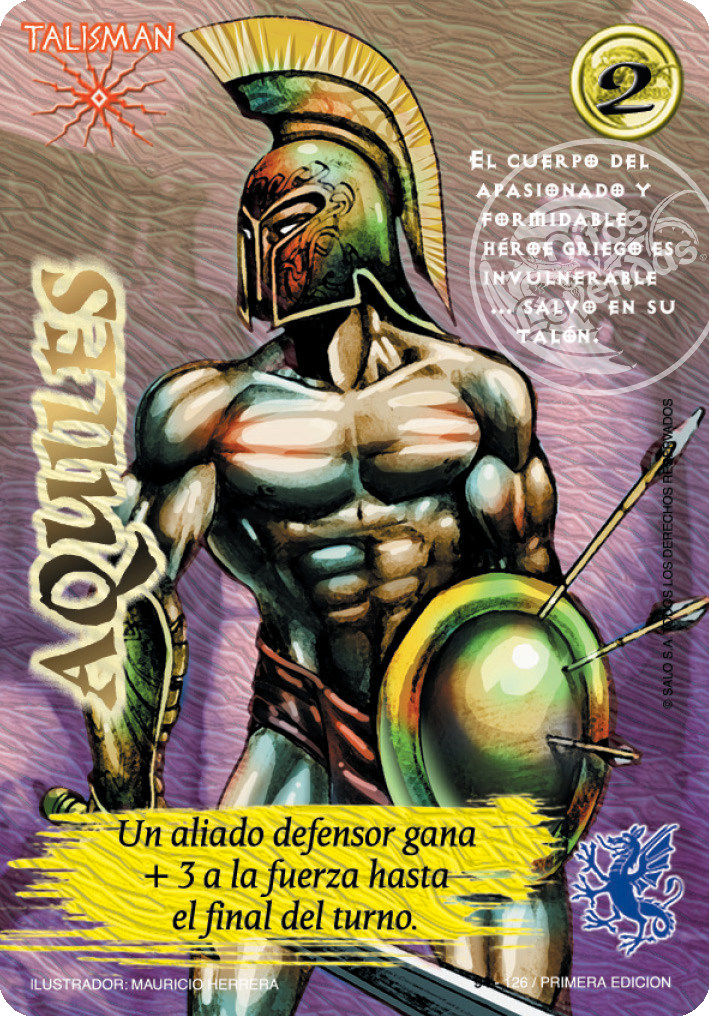 TALISMAN
2
EL CUERPO DEL
APASIONADO Y
FORMIDABLE
HÉROE GRIEGO ES
INVULNERABLE
... SALVO EN SU
TALÓN.
AQUILES
© SALO S.A. TODOS LOS DERECHOS RESERVADOS
Un aliado defensor gana
+ 3 a la fuerza hasta
el final del turno.
ILUSTRADOR: MAURICIO HERRERA
126 / PRIMERA EDICION